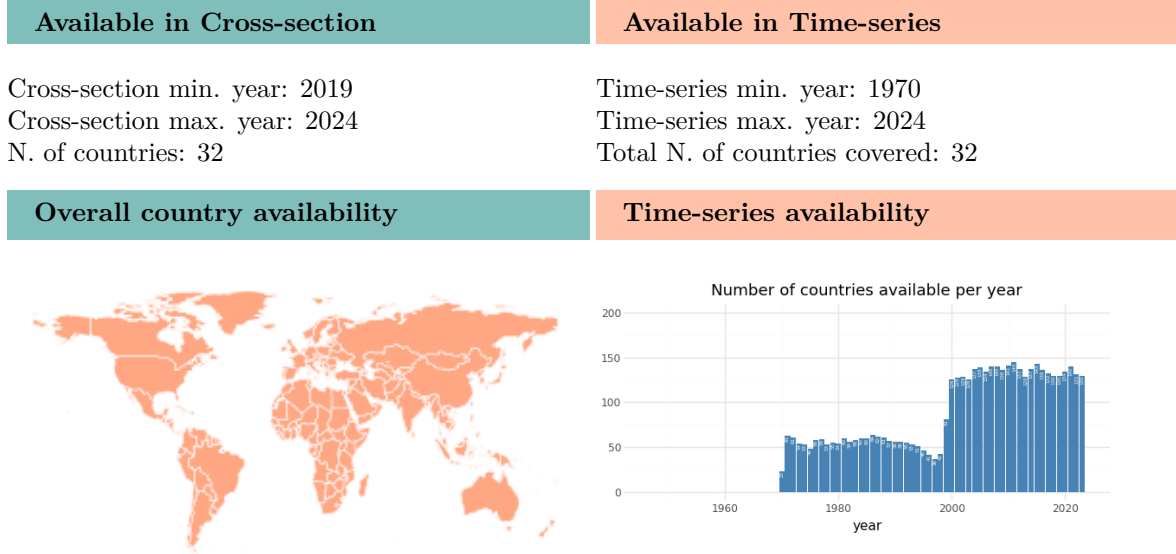 Available in Cross-section
Available in Time-series
Cross-section min. year: 2019
Cross-section max. year: 2024
N. of countries: 32
Time-series min. year: 1970
Time-series max. year: 2024
Total N. of countries covered: 32
Overall country availability
Time-series availability
Number of countries available per year
200
150
100
50
0
1960
1980
2000
2020
year